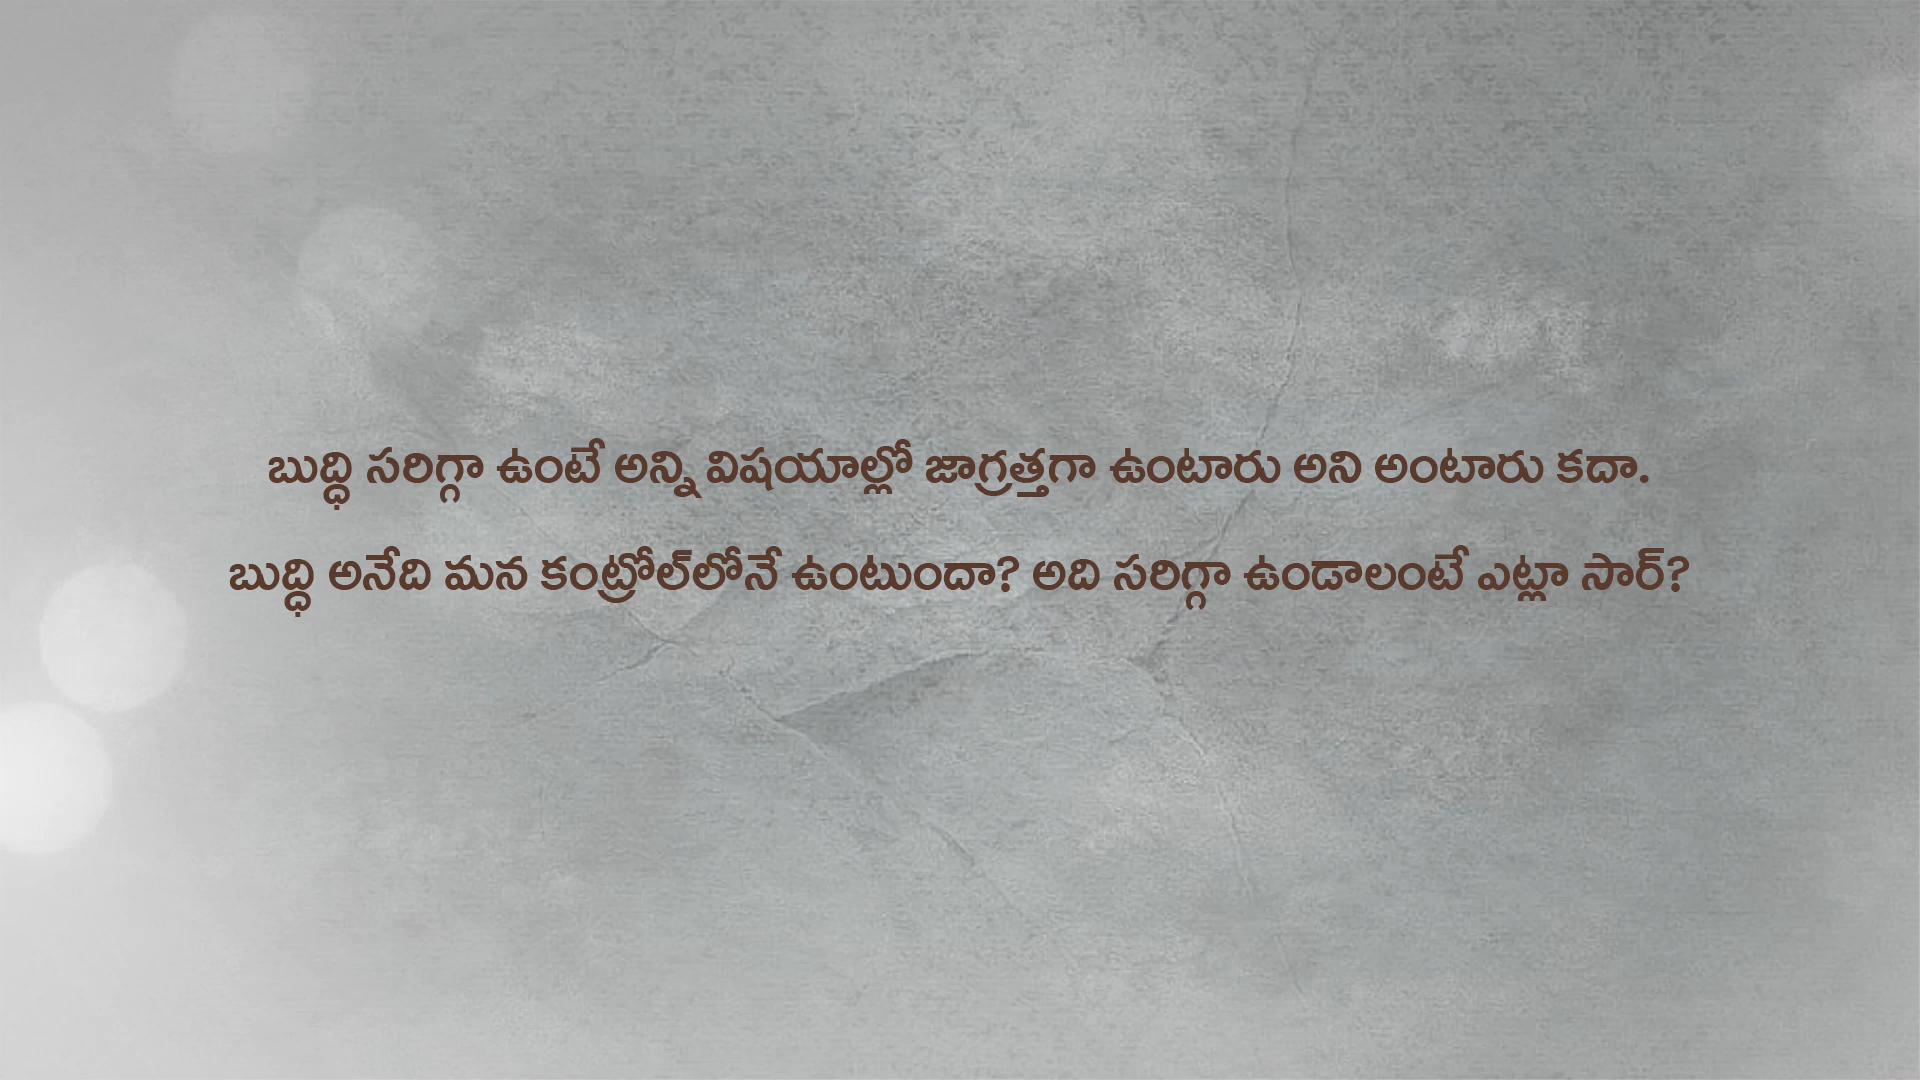 బుద్ధి సరిగ్గా ఉంటే అన్ని విషయాల్లో జాగ్రత్తగా ఉంటారు అని అంటారు కదా.
బుద్ధి అనేది మన కంట్రోల్‌లోనే ఉంటుందా? అది సరిగ్గా ఉండాలంటే ఎట్లా సార్?